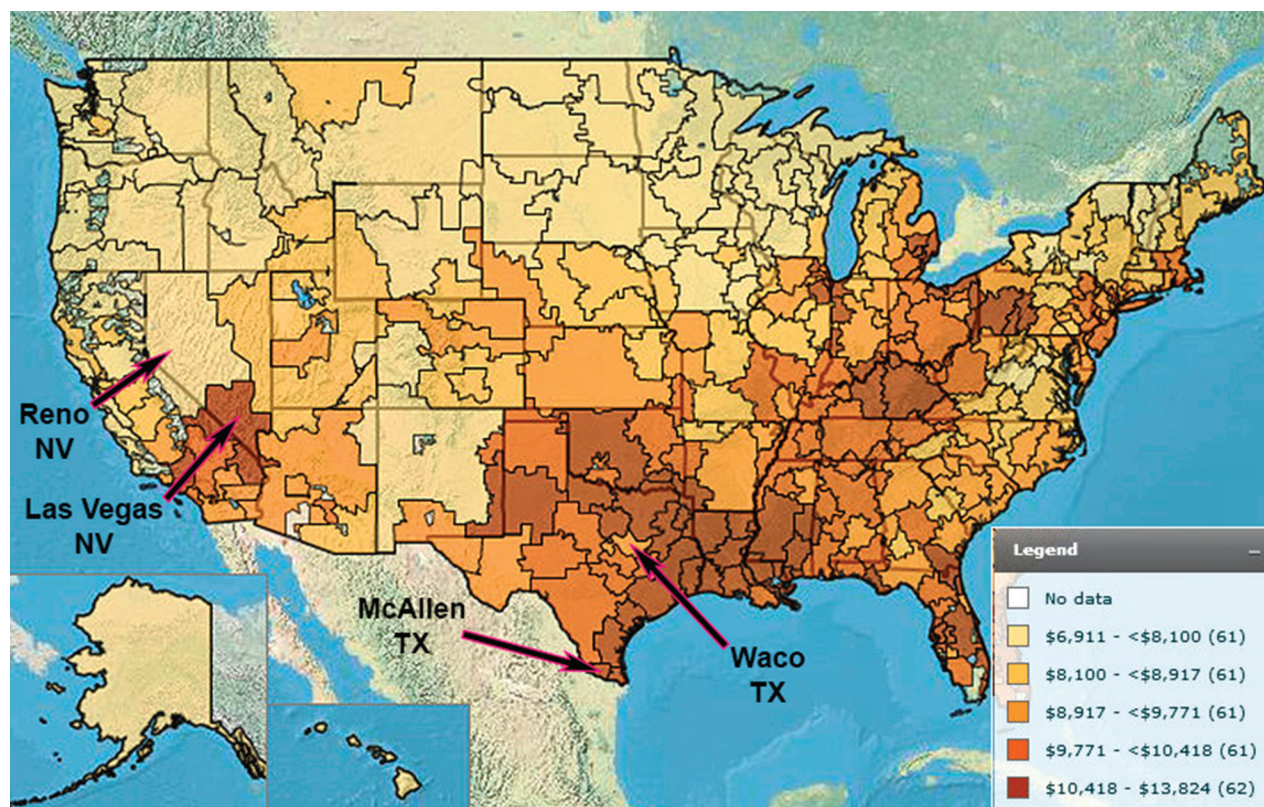 Reno
NV
Las Vegas
NV
McAllen
TX
Waco
TX
Legend
No data
$6,911 - <$8,100 (61)
$8,100 - <$8,917 (61)
$8,917 - <$9,771 (61)
$9,771 - <$10,418 (61)
$10,418 - $13,824 (62)